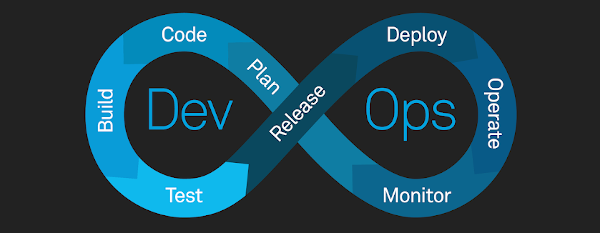 Code
Plan
Build
Dev
Test
Release
Deploy
Ops
Operate
Monitor